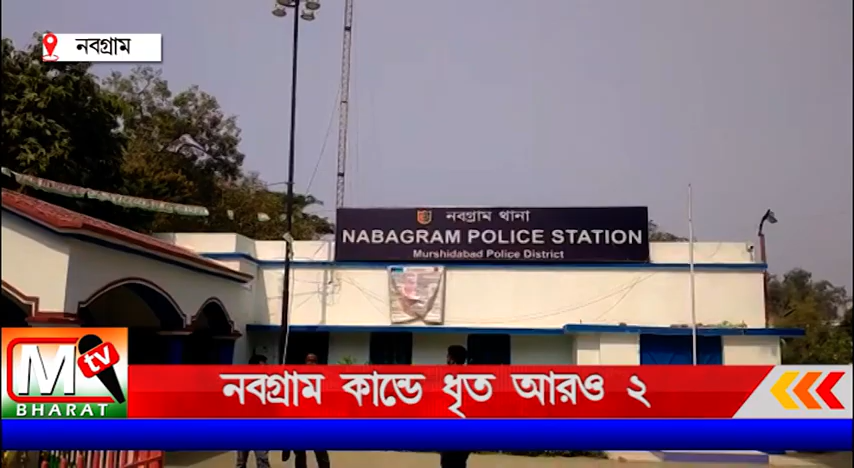 নবগ্রাম
নবগ্রাম থানা
NABAGRAM POLICE STATION
Murshidabad Police District
M tv
BHARAT
নবগ্রাম কান্ডে ধৃত আরও ২